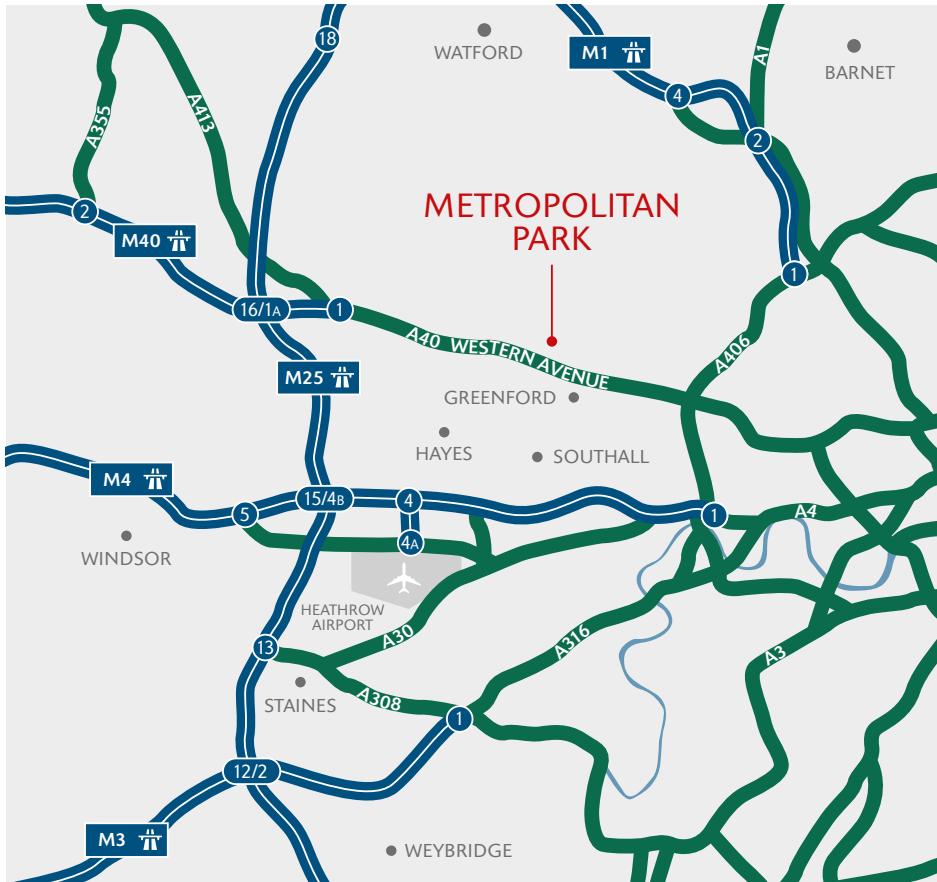 18
WATFORD
M1
A1
BARNET
4
2
A355
A413
METROPOLITAN
PARK
2
M40
16/1A
1
1
A40 WESTERN AVENUE
A406
M25
GREENFORD
HAYES
SOUTHALL
M4
5
15/4B
4
1
A4
4A
WINDSOR
HEATHROW
AIRPORT
13
A30
A316
A3
STAINES
A308
1
12/2
M3
WEYBRIDGE